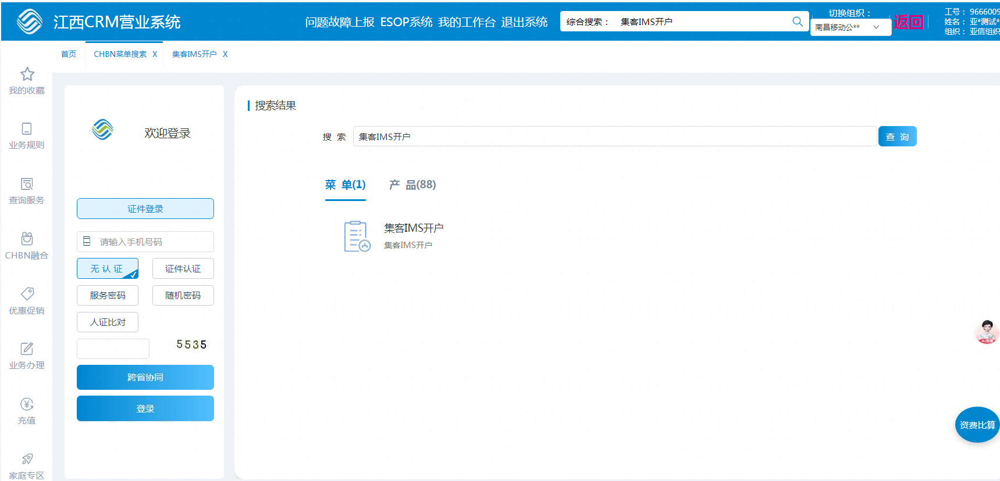 江西CRM营业系统
问题故障上报 ESOP系统 我的工作台 退出系统
综合搜索： 集客IMS开户
切换组织：
南昌移动公**
返回
工号： 9666009
姓名： 亚*测试*
组织： 亚信组织
首页 CHBN菜单搜索 X 集客IMS开户 X
我的收藏
业务规则
查询服务
CHBN融合
优惠促销
业务办理
充值
家庭专区
欢迎登录
证件登录
请输入手机号码
无 认 证 证件认证
服务密码 随机密码
人证比对
5535
跨省协同
登录
搜索结果
搜 索 集客IMS开户 查 询
菜 单(1) 产 品(88)
集客IMS开户
集客IMS开户
资费比算